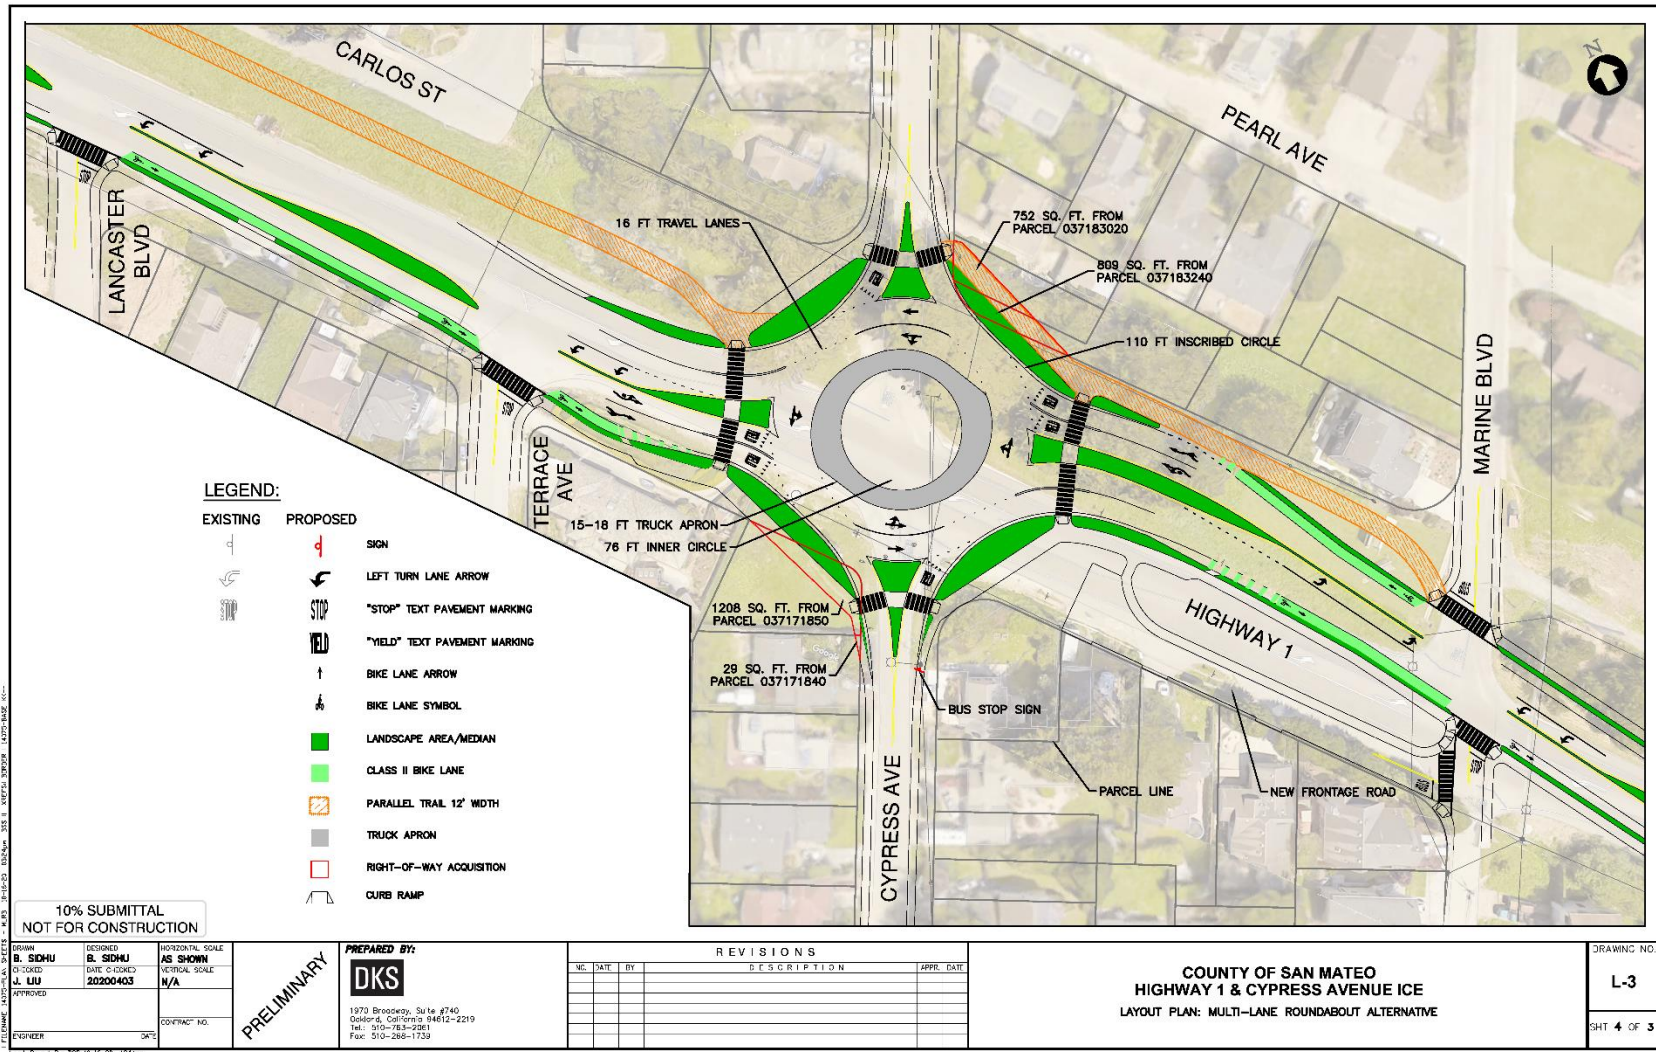 CARLOS ST
PEARL AVE
N
LANCASTER
BLVD
STOP
16 FT TRAVEL LANES
752 SQ. FT. FROM
PARCEL 037183020
809 SQ. FT. FROM
PARCEL 037183240
110 FT INSCRIBED CIRCLE
MARINE BLVD
STOP
TERRACE
AVE
15-18 FT TRUCK APRON
76 FT INNER CIRCLE
1208 SQ. FT. FROM
PARCEL 037171850
29 SQ. FT. FROM
PARCEL 037171840
HIGHWAY 1
STOP
BUS STOP SIGN
CYPRESS AVE
PARCEL LINE
NEW FRONTAGE ROAD
STOP
STOP
Google
LEGEND:
EXISTING PROPOSED
SIGN
LEFT TURN LANE ARROW
STOP STOP "STOP" TEXT PAVEMENT MARKING
YIELD "YIELD" TEXT PAVEMENT MARKING
BIKE LANE ARROW
BIKE LANE SYMBOL
LANDSCAPE AREA/MEDIAN
CLASS II BIKE LANE
PARALLEL TRAIL 12' WIDTH
TRUCK APRON
RIGHT-OF-WAY ACQUISITION
CURB RAMP
10% SUBMITTAL
NOT FOR CONSTRUCTION
DRAWN
B. SIDHU
DESIGNED
B. SIDHU
HORIZONTAL SCALE
AS SHOWN
CHECKED
J. LIU
DATE CHECKED
20200403
VERTICAL SCALE
N/A
APPROVED
CONTRACT NO.
ENGINEER DATE
PRELIMINARY
PREPARED BY:
DKS
1970 Broadway, Suite #740
Oakland, California 94612-2219
Tel.: 510-763-2061
Fax: 510-268-1739
REVISIONS
NO. DATE BY DESCRIPTION APPR. DATE
COUNTY OF SAN MATEO
HIGHWAY 1 & CYPRESS AVENUE ICE
LAYOUT PLAN: MULTI-LANE ROUNDABOUT ALTERNATIVE
DRAWING NO.
L-3
SHT 4 OF 3